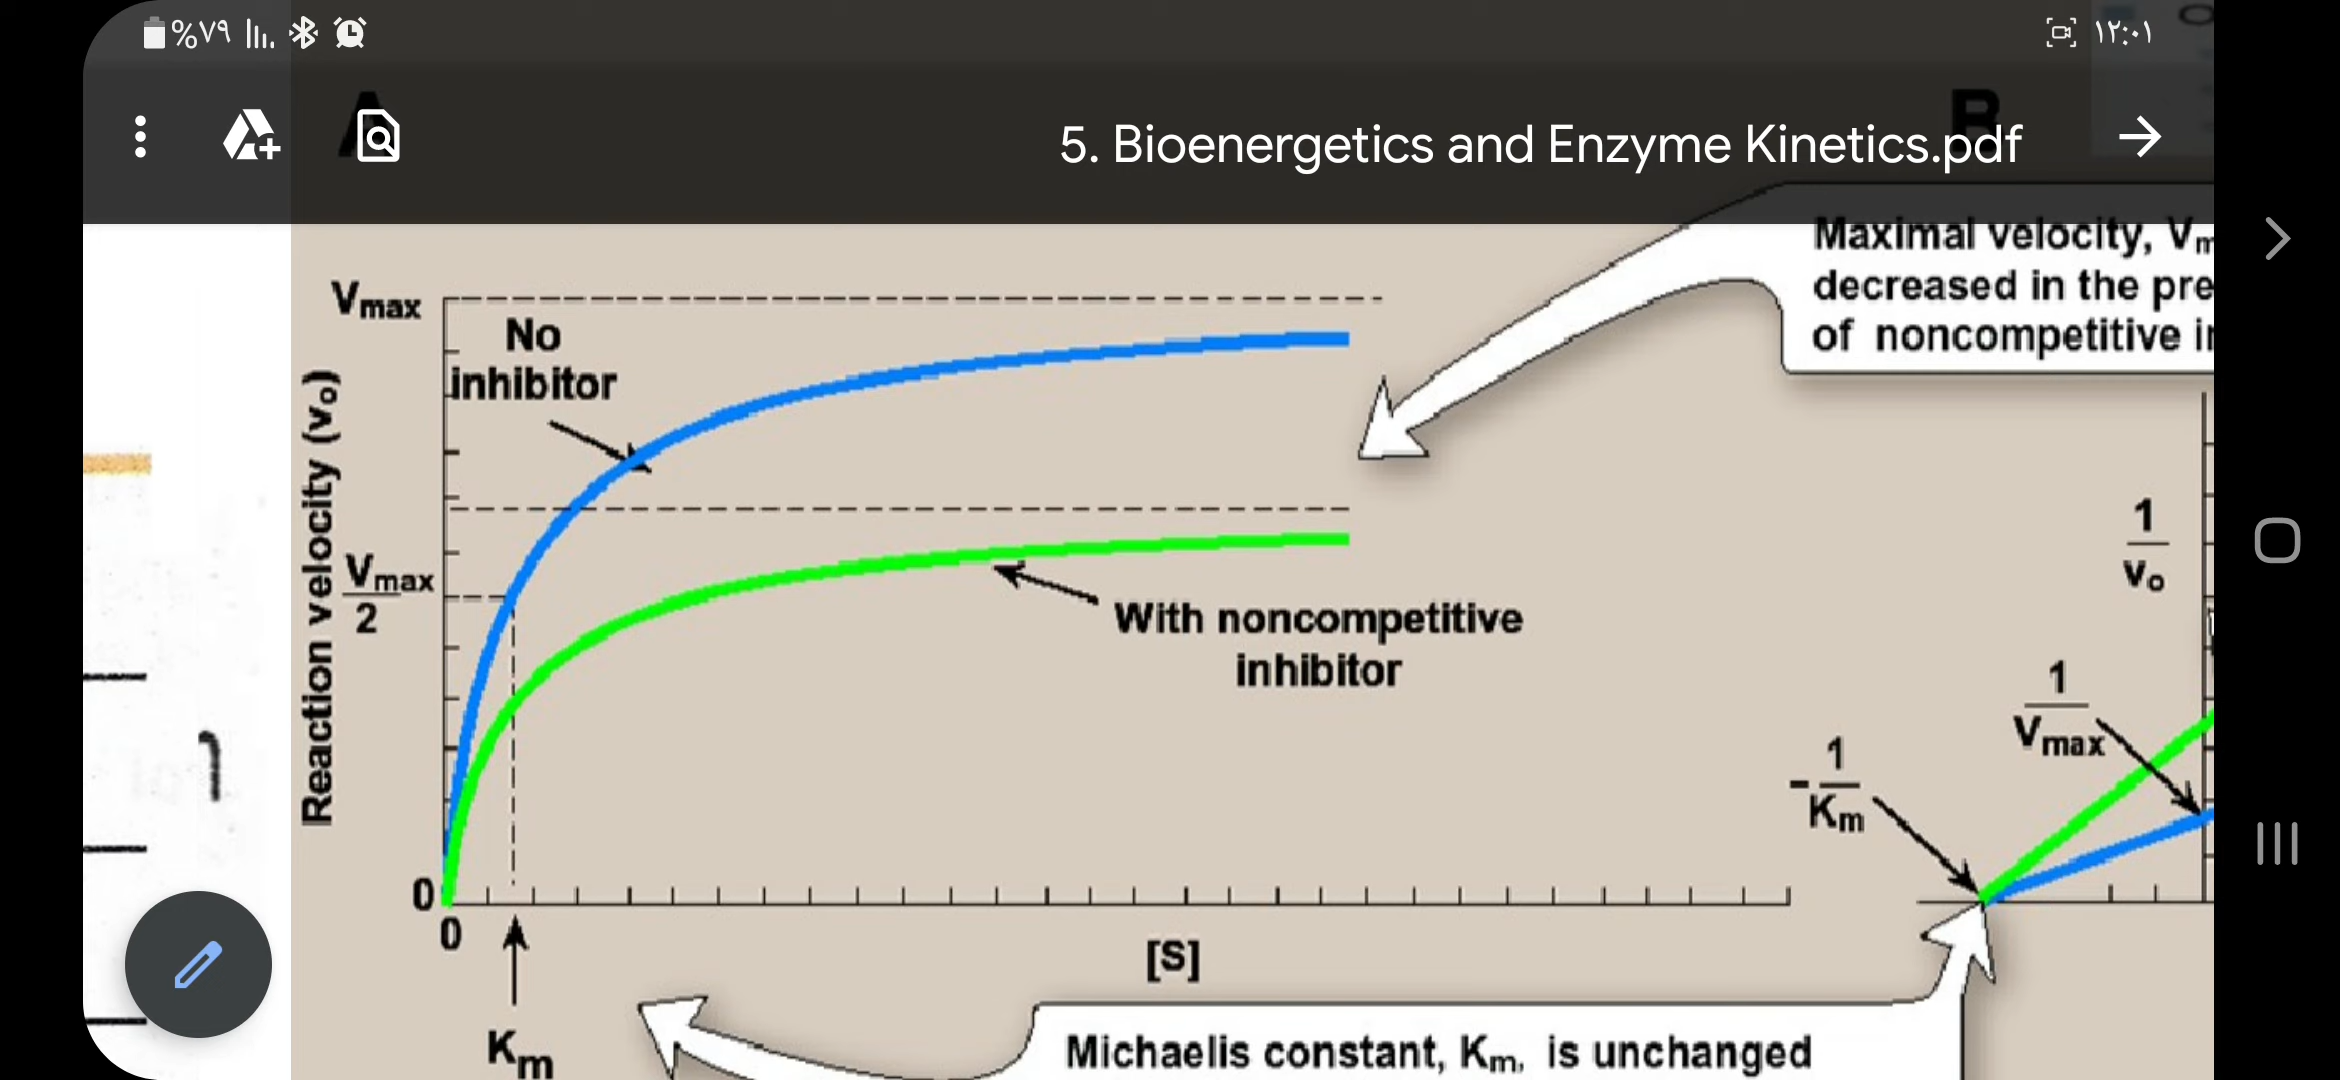 %٧٩
١٢:٠١
A
B
5. Bioenergetics and Enzyme Kinetics.pdf
Maximal velocity,
decreased in the
of noncompetitive
Vmax
No
inhibitor
Reaction velocity (vo)
Vmax
2
With noncompetitive
inhibitor
0
0
[S]
Km
1
vo
1
Vmax
- 1
Km
Michaelis constant, Km, is unchanged